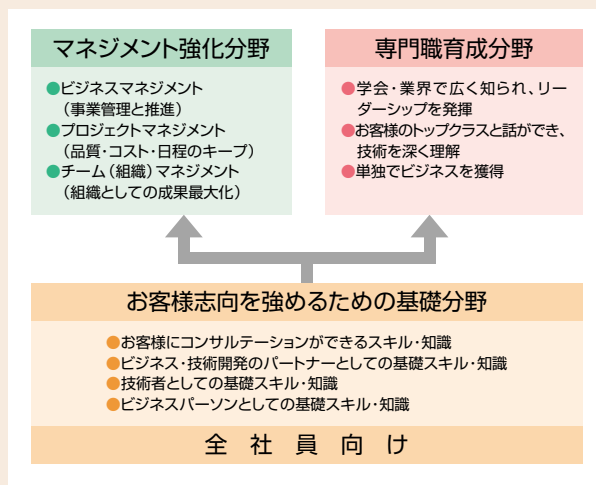 マネジメント強化分野
●ビジネスマネジメント
（事業管理と推進）
●プロジェクトマネジメント
（品質・コスト・日程のキープ）
●チーム（組織）マネジメント
（組織としての成果最大化）
専門職育成分野
●学会・業界で広く知られ、リー
ダーシップを発揮
●お客様のトップクラスと話ができ、
技術を深く理解
●単独でビジネスを獲得
お客様志向を強めるための基礎分野
●お客様にコンサルテーションができるスキル・知識
●ビジネス・技術開発のパートナーとしての基礎スキル・知識
●技術者としての基礎スキル・知識
●ビジネスパーソンとしての基礎スキル・知識
全社員向け